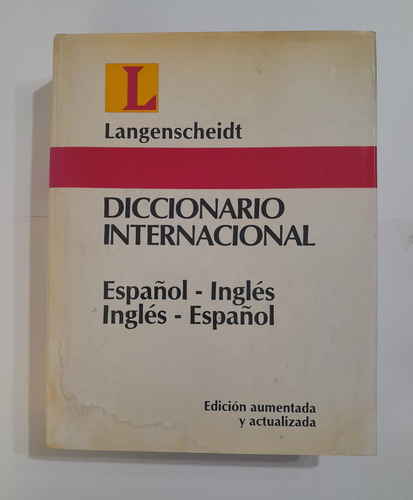 L
Langenscheidt
DICCIONARIO
INTERNACIONAL
Español - Inglés
Inglés - Español
Edición aumentada
y actualizada